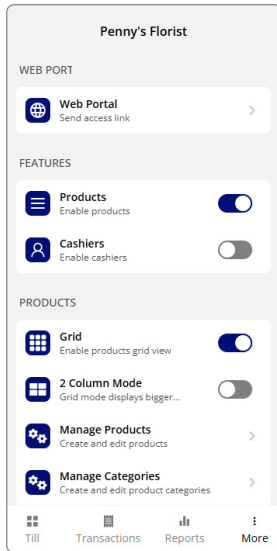 Penny's Florist
WEB PORT
Web Portal
Send access link
FEATURES
Products
Enable products
Cashiers
Enable cashiers
PRODUCTS
Grid
Enable products grid view
2 Column Mode
Grid mode displays bigger...
Manage Products
Create and edit products
Manage Categories
Create and edit product categories
Till
Transactions
Reports
More